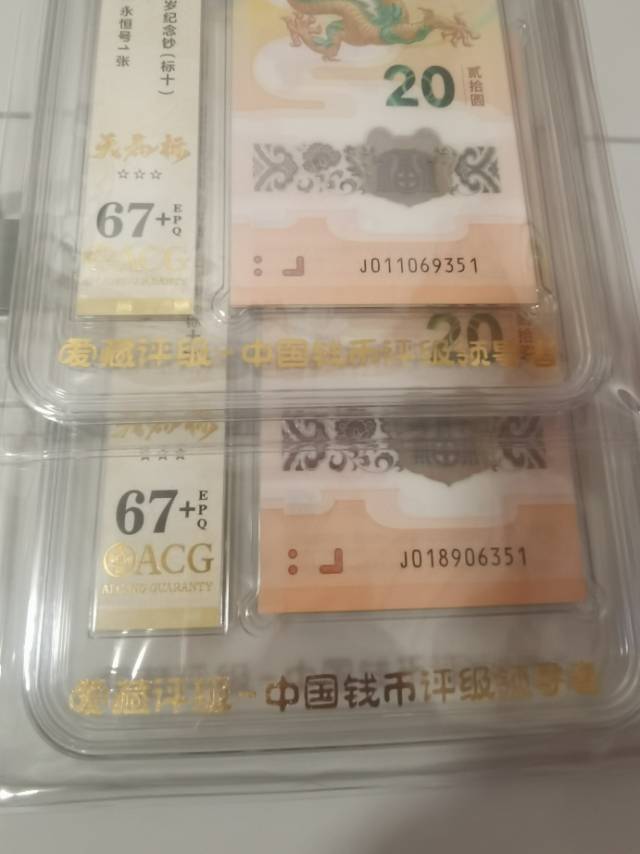 岁纪念钞(标十)
永恒号1张
20
贰拾圆
☆☆☆
67+
EPQ
ACG
J011069351
20
爱藏评级-中国钱币评级领导者
☆☆☆
67+
EPQ
ACG
AI CANG GUARANTY
J018906351
爱藏评级-中国钱币评级领导者